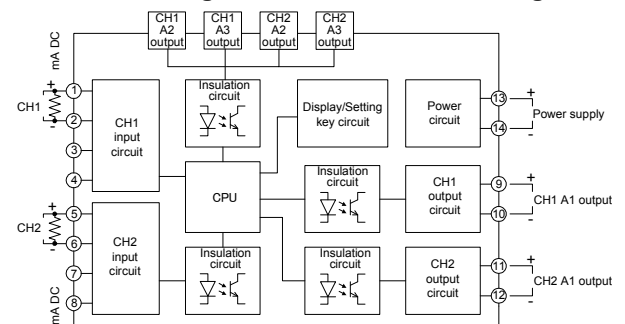 CH1
A2
output
CH1
A3
output
CH2
A2
output
CH2
A3
output
mA DC
CH1
+
-
1
2
3
4
CH1
input
circuit
Insulation
circuit
Display/Setting
key circuit
Power
circuit
13
14
+
-
Power supply
CPU
Insulation
circuit
CH1
output
circuit
9
10
+
-
CH1 A1 output
CH2
+
-
5
6
7
8
mA DC
CH2
input
circuit
Insulation
circuit
Insulation
circuit
CH2
output
circuit
11
12
+
-
CH2 A1 output